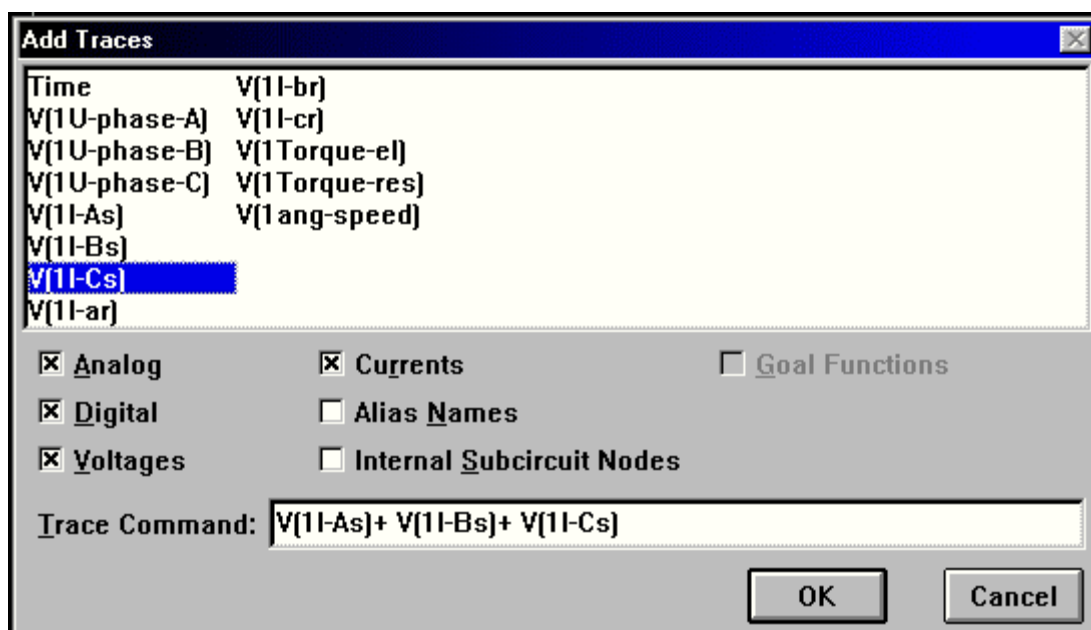 Add Traces
Time V(1I-br)
V(1U-phase-A) V(1I-cr)
V(1U-phase-B) V(1Torque-el)
V(1U-phase-C) V(1Torque-res)
V(1I-As) V(1ang-speed)
V(1I-Bs)
V(1I-Cs)
V(1I-ar)
Analog Currents Goal Functions
Digital Alias Names
Voltages Internal Subcircuit Nodes
Trace Command: V(1I-As)+ V(1I-Bs)+ V(1I-Cs)
OK Cancel